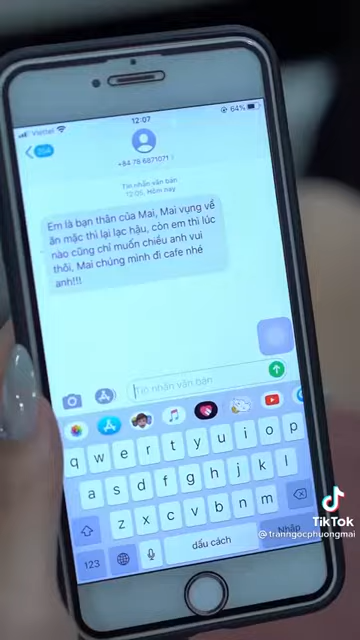 Viettel
12:07
64%
254
+84 78 6871071
Tin nhắn văn bản
12:05, Hôm nay
Em là bạn thân của Mai, Mai vụng về
ăn mặc thì lại lạc hậu, còn em thì lúc
nào cũng chỉ muốn chiều anh vui
thôi, Mai chúng mình đi cafe nhé
anh!!!
Tin nhắn văn bản
q w e r t y u i o p
a s d f g h j k l
z x c v b n m
123
dấu cách
Nhập
TikTok
@tranngocphuongmai